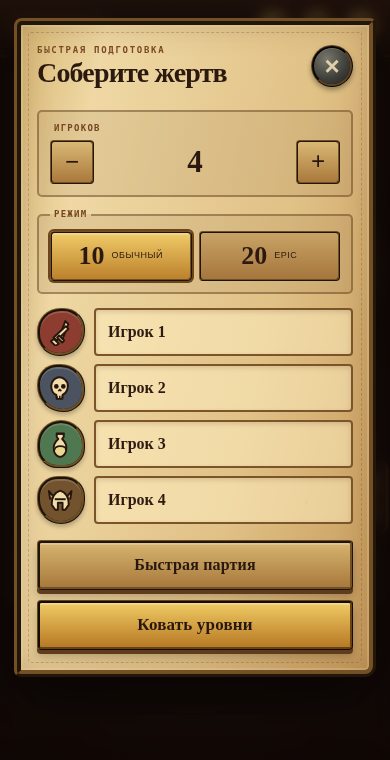 БЫСТРАЯ ПОДГОТОВКА
Соберите жертв
ИГРОКОВ
− 4 +
РЕЖИМ
10 ОБЫЧНЫЙ 20 EPIC
Игрок 1
Игрок 2
Игрок 3
Игрок 4
Быстрая партия
Ковать уровни